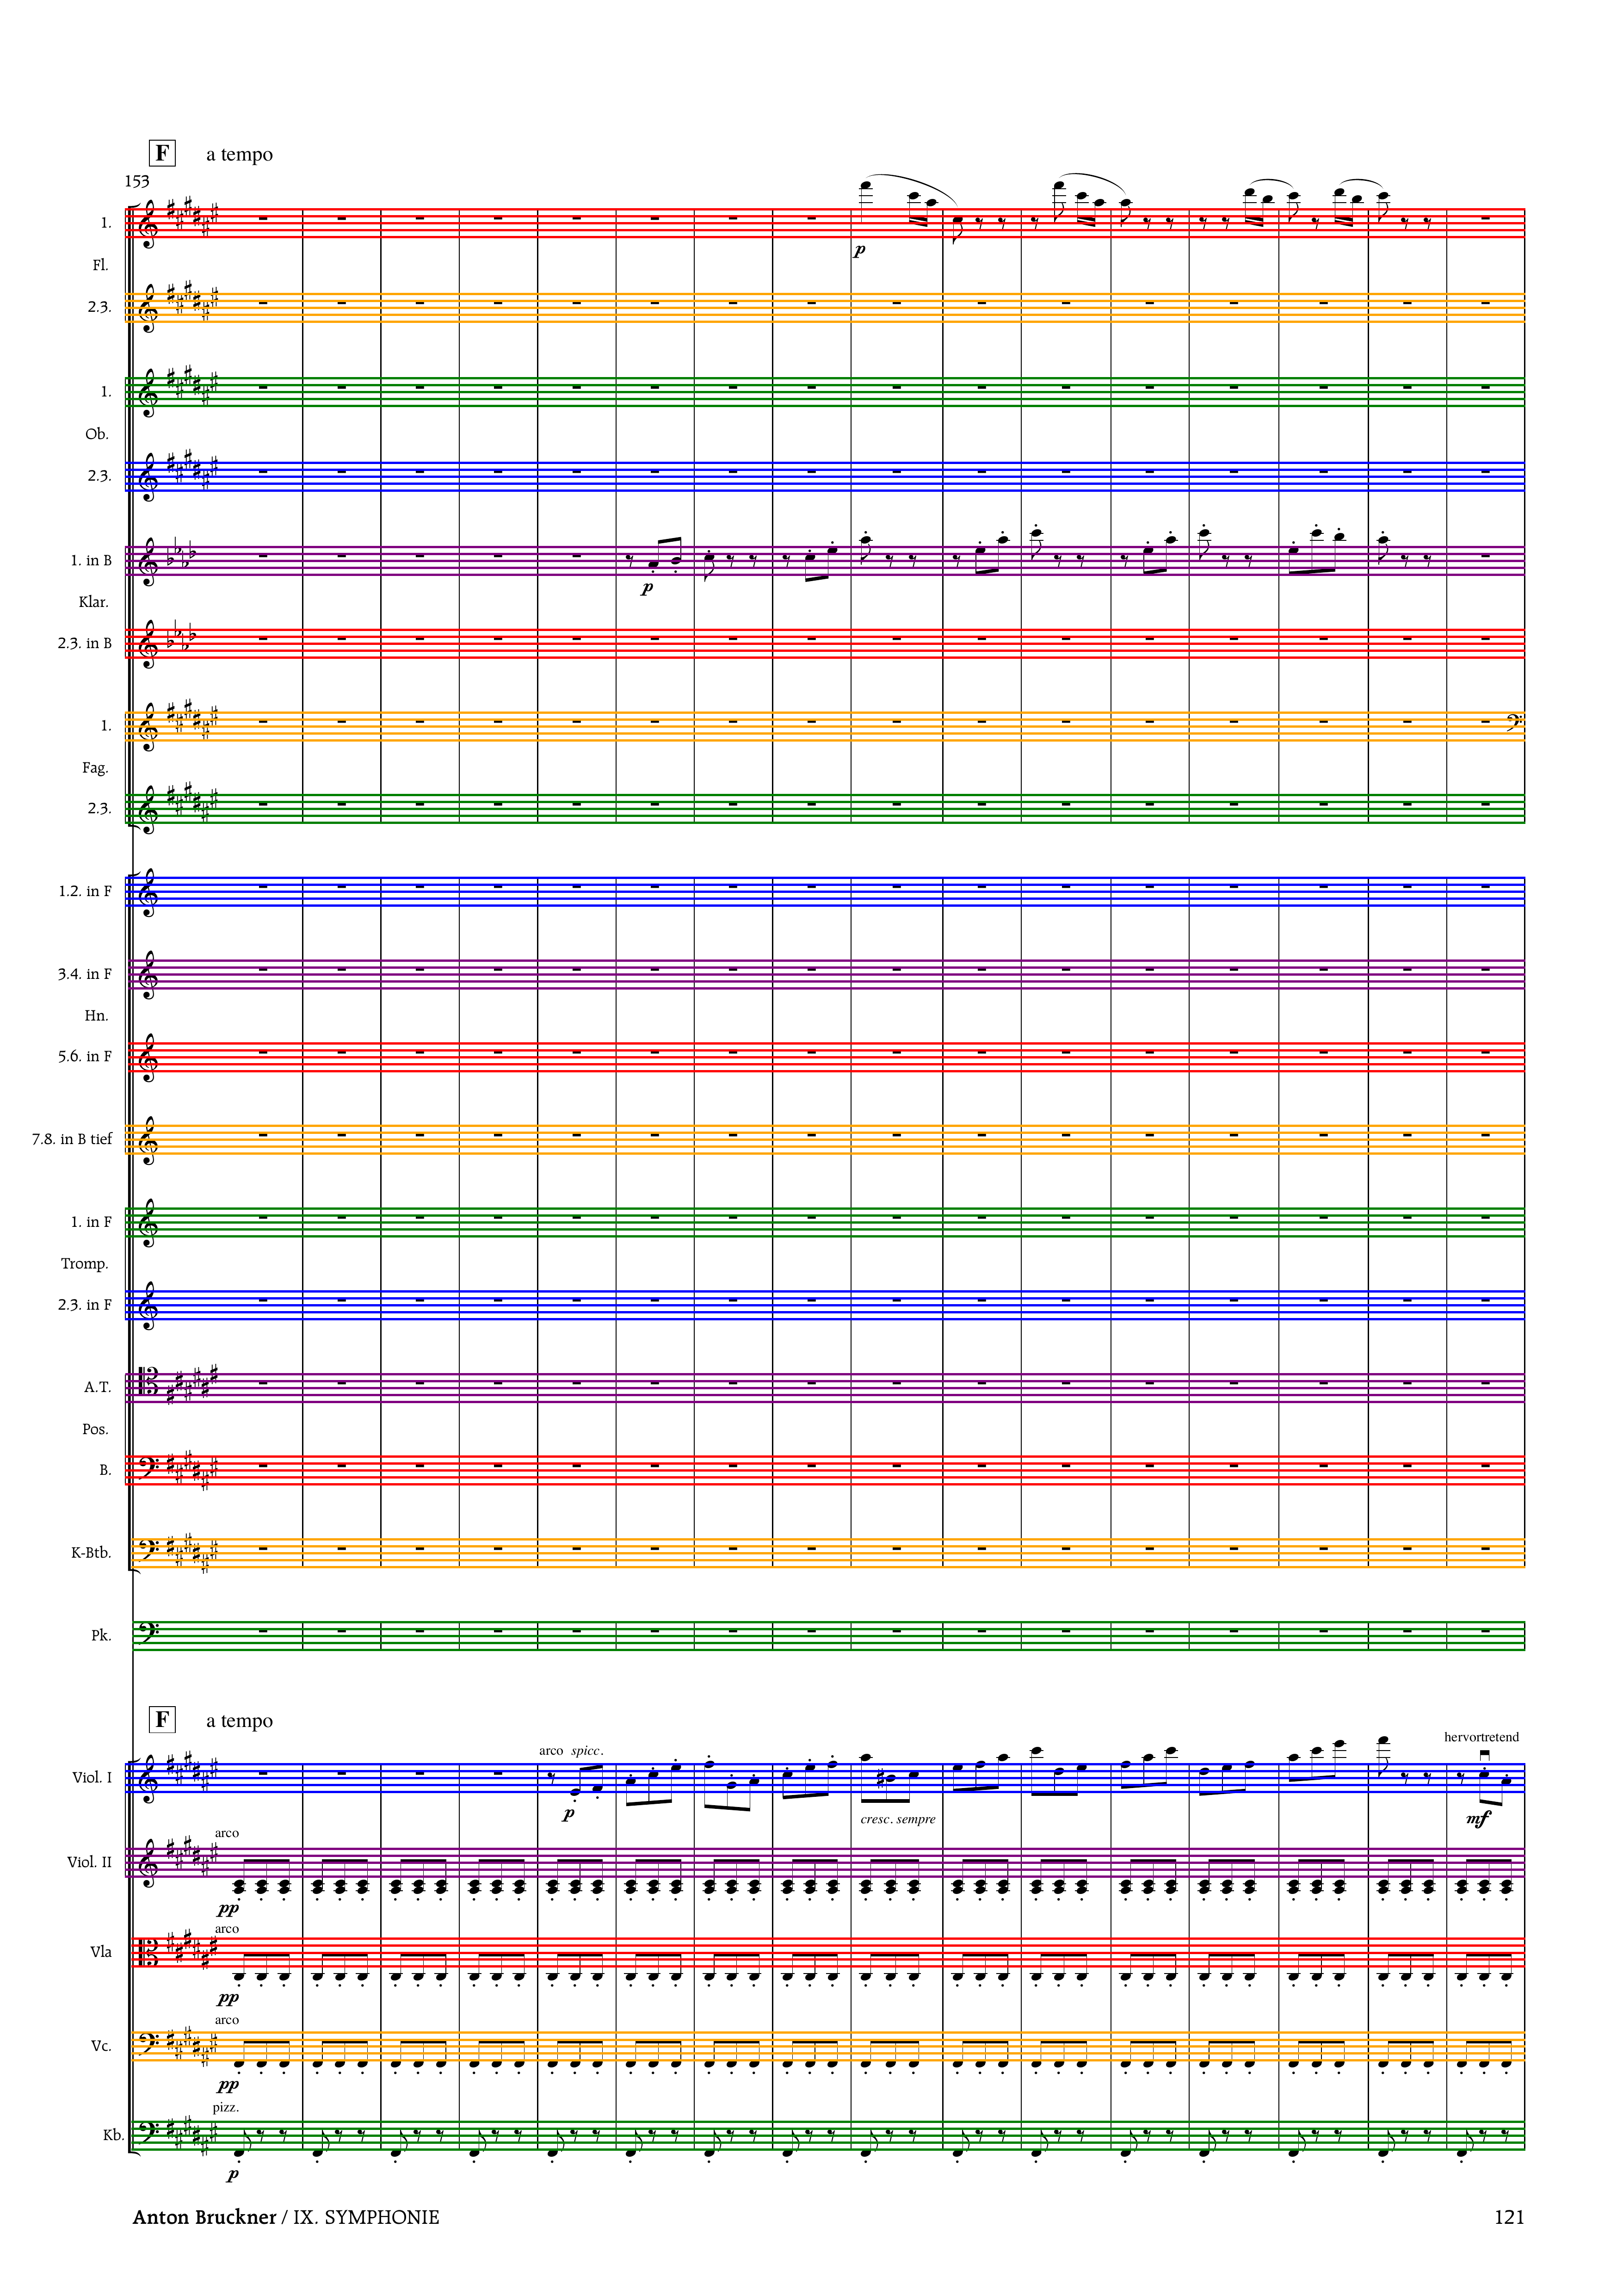 F a tempo
153
1.
Fl.
2.3.
1.
Ob.
2.3.
1. in B
p
p
Klar.
2.3. in B
1.
Fag.
2.3.
1.2. in F
3.4. in F
Hn.
5.6. in F
7.8. in B tief
1. in F
Tromp.
2.3. in F
A.T.
Pos.
B.
K-Btb.
Pk.
F a tempo
hervortretend
arco spicc.
Viol. I
p
cresc. sempre
mf
arco
Viol. II
pp
arco
Vla
pp
arco
Vc.
pp
pizz.
Kb.
p
Anton Bruckner / IX. SYMPHONIE 121